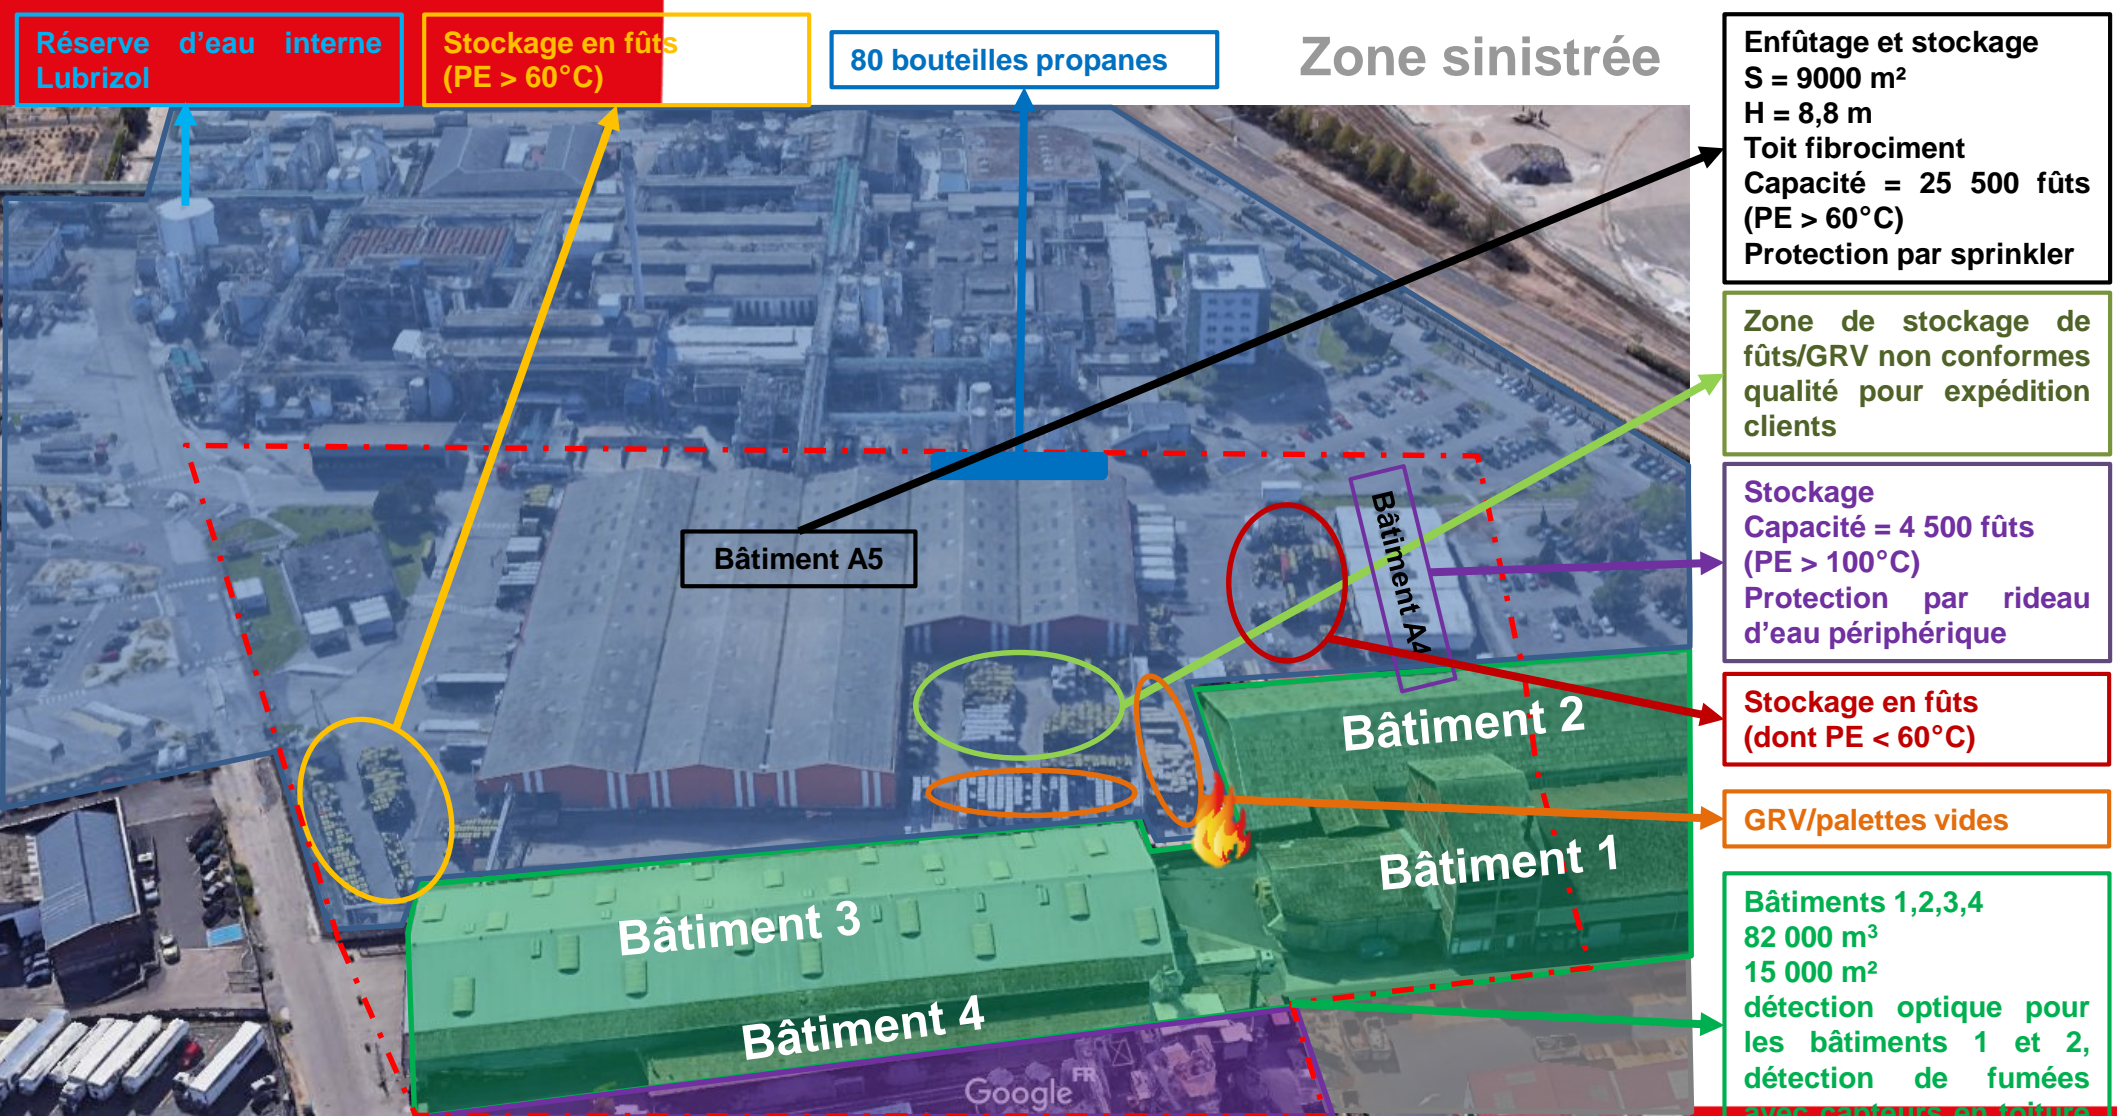 Réserve d'eau interne
Lubrizol
Stockage en fûts
(PE > 60°C)
80 bouteilles propanes
Zone sinistrée
Enfûtage et stockage
S = 9000 m²
H = 8,8 m
Toit fibrociment
Capacité = 25 500 fûts
(PE > 60°C)
Protection par sprinkler
Zone de stockage de
fûts/GRV non conformes
qualité pour expédition
clients
Stockage
Capacité = 4 500 fûts
(PE > 100°C)
Protection par rideau
d'eau périphérique
Stockage en fûts
(dont PE < 60°C)
GRV/palettes vides
Bâtiments 1,2,3,4
82 000 m³
15 000 m²
détection optique pour
les bâtiments 1 et 2,
détection de fumées
avec capteurs en toiture
Bâtiment A5
Bâtiment A4
Bâtiment 2
Bâtiment 1
Bâtiment 3
Bâtiment 4
Google
FR